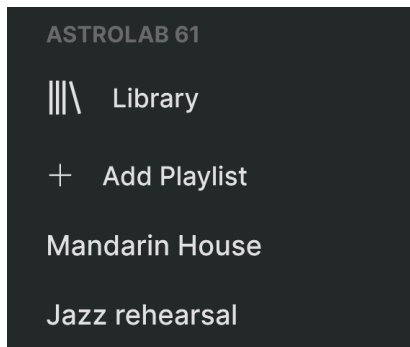 ASTROLAB 61
Library
Add Playlist
Mandarin House
Jazz rehearsal